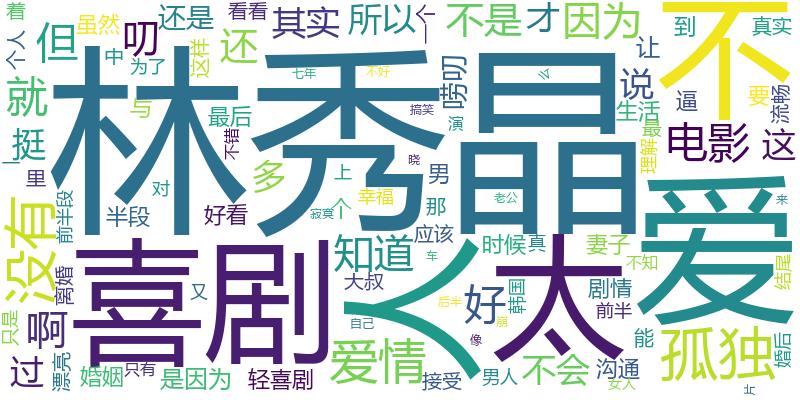 着
虽然
看看
还是
其实
所以
不是
才
因为
到
真实
个人
但
中
叨
为了
这样
还
让
就
与
最后
唠叨
说
不
逼
要
流畅
七年
不好
么
搞笑
演
生活
最
理解
挺
林秀晶
不错
电影
这
里
半段
对
多
上
晓
男
好看
寂寞
个
幸福
那
老公
来
前半段
没有
知道
应该
人
时候
真
妻子
不知
爱
离婚
喜剧
又
大叔
车
太
结尾
啊
后半
好
韩国
剧情
前半
只是
自己
像
崩
能
孤独
婚后
过
漂亮
婚姻
只有
是因为
轻喜剧
爱情
接受
男人
不会
沟通
女人
片